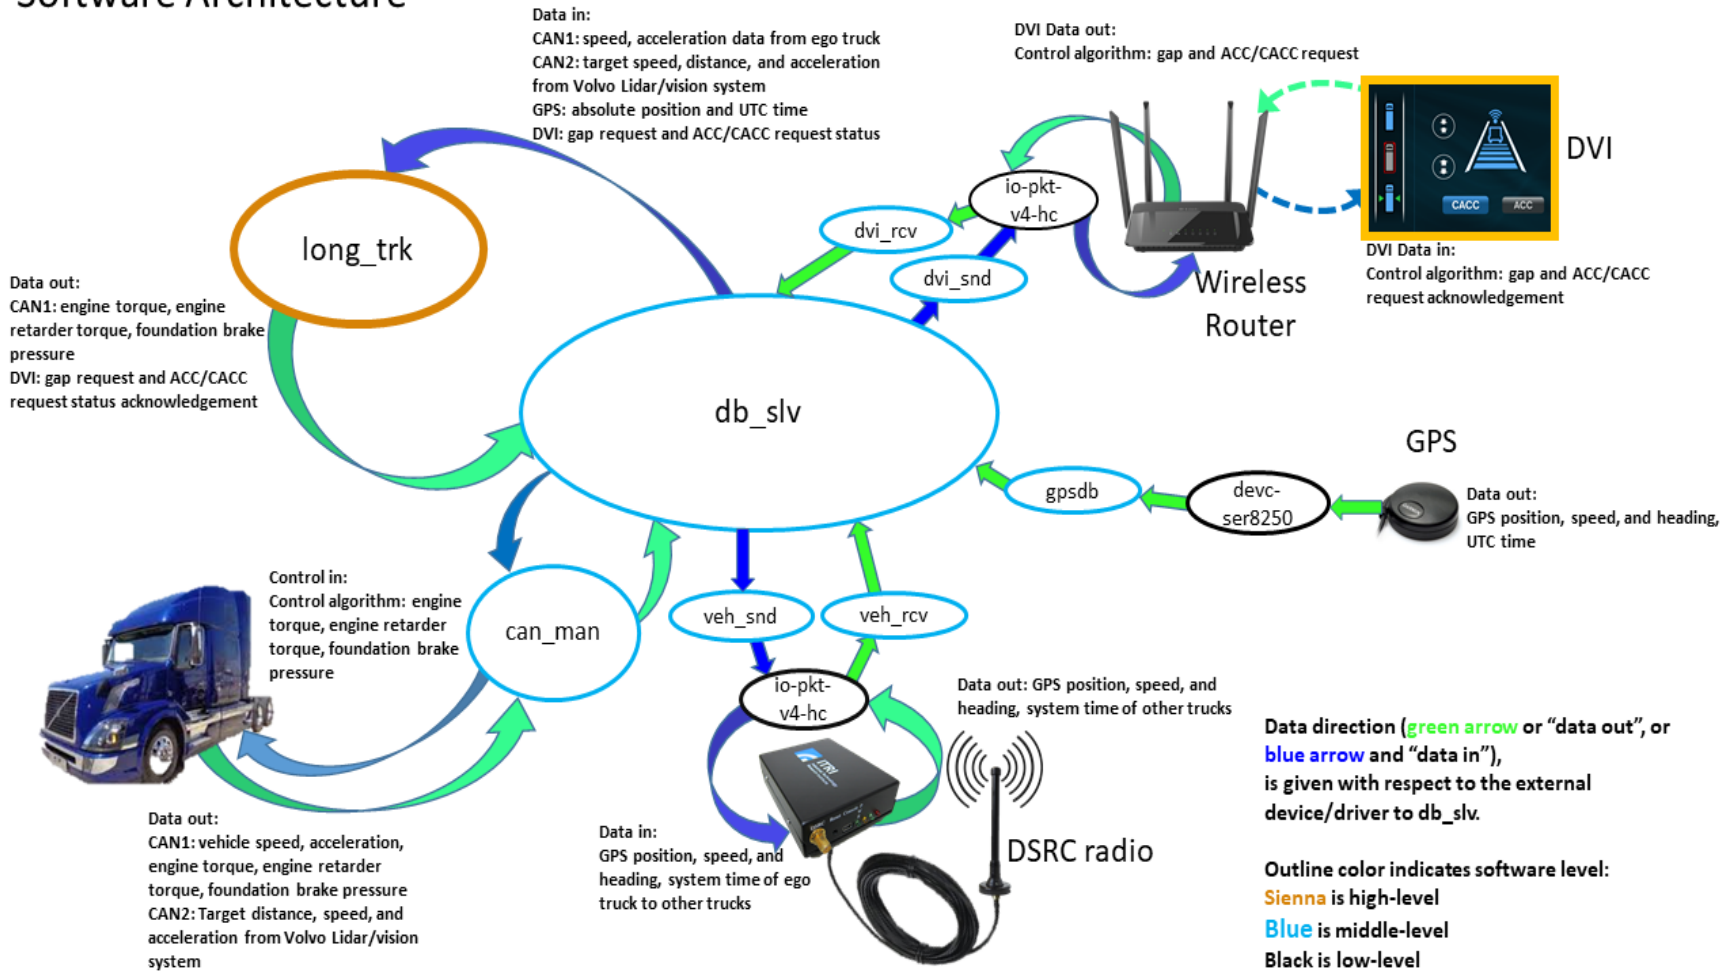 Software Architecture
Data in:
CAN1: speed, acceleration data from ego truck
CAN2: target speed, distance, and acceleration
from Volvo Lidar/vision system
GPS: absolute position and UTC time
DVI: gap request and ACC/CACC request status
DVI Data out:
Control algorithm: gap and ACC/CACC request
DVI
CACC
ACC
DVI Data in:
Control algorithm: gap and ACC/CACC
request acknowledgement
io-pkt-
v4-hc
dvi_rcv
dvi_snd
Wireless
Router
long_trk
Data out:
CAN1: engine torque, engine
retarder torque, foundation brake
pressure
DVI: gap request and ACC/CACC
request status acknowledgement
db_slv
GPS
gpsdb
devc-
ser8250
Data out:
GPS position, speed, and heading,
UTC time
Control in:
Control algorithm: engine
torque, engine retarder
torque, foundation brake
pressure
can_man
veh_snd
veh_rcv
io-pkt-
v4-hc
Data out: GPS position, speed, and
heading, system time of other trucks
ITRI
DSRC radio
Data in:
GPS position, speed, and
heading, system time of ego
truck to other trucks
Data out:
CAN1: vehicle speed, acceleration,
engine torque, engine retarder
torque, foundation brake pressure
CAN2: Target distance, speed, and
acceleration from Volvo Lidar/vision
system
Data direction (green arrow or “data out”, or
blue arrow and “data in”),
is given with respect to the external
device/driver to db_slv.
Outline color indicates software level:
Sienna is high-level
Blue is middle-level
Black is low-level